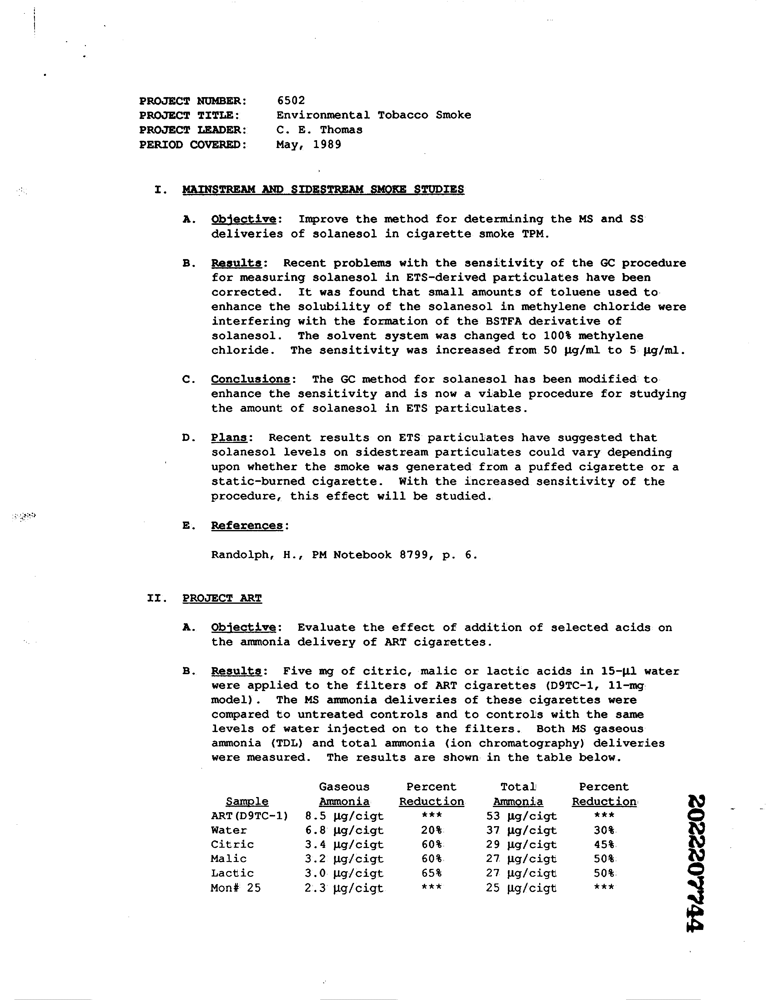 PROJECT NUMBER: 6502
PROJECT TITLE: Environmental Tobacco Smoke
PROJECT LEADER: C. E. Thomas
PERIOD COVERED: May, 1989
I. MAINSTREAM AND SIDESTREAM SMOKE STUDIES
A. Objective: Improve the method for determining the MS and SS
deliveries of solanesol in cigarette smoke TPM.
B. Results: Recent problems with the sensitivity of the GC procedure
for measuring solanesol in ETS-derived particulates have been
corrected. It was found that small amounts of toluene used to
enhance the solubility of the solanesol in methylene chloride were
interfering with the formation of the BSTFA derivative of
solanesol. The solvent system was changed to 100% methylene
chloride. The sensitivity was increased from 50 µg/ml to 5 µg/ml.
C. Conclusions: The GC method for solanesol has been modified to
enhance the sensitivity and is now a viable procedure for studying
the amount of solanesol in ETS particulates.
D. Plans: Recent results on ETS particulates have suggested that
solanesol levels on sidestream particulates could vary depending
upon whether the smoke was generated from a puffed cigarette or a
static-burned cigarette. With the increased sensitivity of the
procedure, this effect will be studied.
E. References:
Randolph, H., PM Notebook 8799, p. 6.
II. PROJECT ART
A. Objective: Evaluate the effect of addition of selected acids on
the ammonia delivery of ART cigarettes.
B. Results: Five mg of citric, malic or lactic acids in 15-µl water
were applied to the filters of ART cigarettes (D9TC-1, 11-mg
model). The MS ammonia deliveries of these cigarettes were
compared to untreated controls and to controls with the same
levels of water injected on to the filters. Both MS gaseous
ammonia (TDL) and total ammonia (ion chromatography) deliveries
were measured. The results are shown in the table below.
Gaseous Percent Total Percent
Sample Ammonia Reduction Ammonia Reduction
ART(D9TC-1) 8.5 µg/cigt *** 53 µg/cigt ***
Water 6.8 µg/cigt 20% 37 µg/cigt 30%
Citric 3.4 µg/cigt 60% 29 µg/cigt 45%
Malic 3.2 µg/cigt 60% 27 µg/cigt 50%
Lactic 3.0 µg/cigt 65% 27 µg/cigt 50%
Mon# 25 2.3 µg/cigt *** 25 µg/cigt ***
2022207744